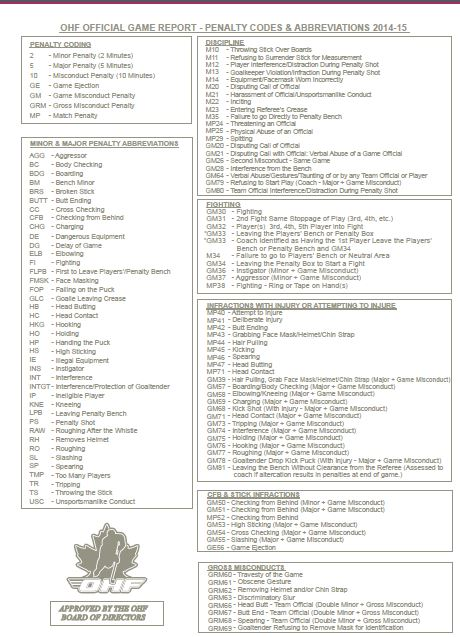 OHF OFFICIAL GAME REPORT - PENALTY CODES & ABBREVIATIONS 2014-15
PENALTY CODING
2 - Minor Penalty (2 Minutes)
5 - Major Penalty (5 Minutes)
10 - Misconduct Penalty (10 Minutes)
GE - Game Ejection
GM - Game Misconduct Penalty
GRM - Gross Misconduct Penalty
MP - Match Penalty
MINOR & MAJOR PENALTY ABBREVIATIONS
AGG - Aggressor
BC - Body Checking
BDG - Boarding
BM - Bench Minor
BRS - Broken Stick
BUTT - Butt Ending
CC - Cross Checking
CFB - Checking from Behind
CHG - Charging
DE - Dangerous Equipment
DG - Delay of Game
ELB - Elbowing
FI - Fighting
FLPB - First to Leave Players'/Penalty Bench
FMSK - Face Masking
FOP - Falling on the Puck
GLC - Goalie Leaving Crease
HB - Head Butting
HC - Head Contact
HKG - Hooking
HO - Holding
HP - Handing the Puck
HS - High Sticking
IE - Illegal Equipment
INS - Instigator
INT - Interference
INTGT - Interference/Protection of Goaltender
IP - Ineligible Player
KNE - Kneeing
LPB - Leaving Penalty Bench
PS - Penalty Shot
RAW - Roughing After the Whistle
RH - Removes Helmet
RO - Roughing
SL - Slashing
SP - Spearing
TMP - Too Many Players
TR - Tripping
TS - Throwing the Stick
USC - Unsportsmanlike Conduct
OHF
APPROVED BY THE OHF
BOARD OF DIRECTORS
DISCIPLINE
M10 - Throwing Stick Over Boards
M11 - Refusing to Surrender Stick for Measurement
M12 - Player Interference/Distraction During Penalty Shot
M13 - Goalkeeper Violation/Infraction During Penalty Shot
M14 - Equipment/Facemask Worn Incorrectly
M20 - Disputing Call of Official
M21 - Harassment of Official/Unsportsmanlike Conduct
M22 - Inciting
M23 - Entering Referee's Crease
M35 - Failure to go Directly to Penalty Bench
MP24 - Threatening an Official
MP25 - Physical Abuse of an Official
MP29 - Spitting
GM20 - Disputing Call of Official
GM21 - Disputing Call with Official: Verbal Abuse of a Game Official
GM26 - Second Misconduct - Same Game
GM28 - Interference from the Bench
GM64 - Verbal Abuse/Gestures/Taunting of or by any Team Official or Player
GM79 - Refusing to Start Play (Coach - Major + Game Misconduct)
GM80 - Team Official Interference/Distraction During Penalty Shot
FIGHTING
GM30 - Fighting
GM31 - 2nd Fight Same Stoppage of Play (3rd, 4th, etc.)
GM32 - Player(s) 3rd, 4th, 5th Player into Fight
"GM33 - Leaving the Players' Bench or Penalty Box
"GM33 - Coach Identified as Having the 1st Player Leave the Players'
Bench or Penalty Bench and GM34
M34 - Failure to go to Players' Bench or Neutral Area
GM34 - Leaving the Penalty Box to Start a Fight
GM36 - Instigator (Minor + Game Misconduct)
GM37 - Aggressor (Minor + Game Misconduct)
MP38 - Fighting - Ring or Tape on Hand(s)
INFRACTIONS WITH INJURY OR ATTEMPTING TO INJURE
MP40 - Attempt to Injure
MP41 - Deliberate Injury
MP42 - Butt Ending
MP43 - Grabbing Face Mask/Helmet/Chin Strap
MP44 - Hair Pulling
MP45 - Kicking
MP46 - Spearing
MP47 - Head Butting
MP71 - Head Contact
GM39 - Hair Pulling, Grab Face Mask/Helmet/Chin Strap (Major + Game Misconduct)
GM57 - Boarding/Body Checking (Major + Game Misconduct)
GM58 - Elbowing/Kneeing (Major + Game Misconduct)
GM59 - Charging (Major + Game Misconduct)
GM68 - Kick Shot (With Injury - Major + Game Misconduct)
GM71 - Head Contact (Major + Game Misconduct)
GM73 - Tripping (Major + Game Misconduct)
GM74 - Interference (Major + Game Misconduct)
GM75 - Holding (Major + Game Misconduct)
GM76 - Hooking (Major + Game Misconduct)
GM77 - Roughing (Major + Game Misconduct)
GM78 - Goaltender Drop Kick Puck (With Injury - Major + Game Misconduct)
GM81 - Leaving the Bench Without Clearance from the Referee (Assessed to
coach if altercation results in penalties at end of game.)
CFB & STICK INFRACTIONS
GM50 - Checking from Behind (Minor + Game Misconduct)
GM51 - Checking from Behind (Major + Game Misconduct)
MP52 - Checking from Behind
GM53 - High Sticking (Major + Game Misconduct)
GM54 - Cross Checking (Major + Game Misconduct)
GM55 - Slashing (Major + Game Misconduct)
GE56 - Game Ejection
GROSS MISCONDUCTS
GRM60 - Travesty of the Game
GRM61 - Obscene Gesture
GRM62 - Removing Helmet and/or Chin Strap
GRM63 - Discriminatory Slur
GRM66 - Head Butt - Team Official (Double Minor + Gross Misconduct)
GRM67 - Butt End - Team Official (Double Minor + Gross Misconduct)
GRM68 - Spearing - Team Official (Double Minor + Gross Misconduct)
GRM69 - Goaltender Refusing to Remove Mask for Identification